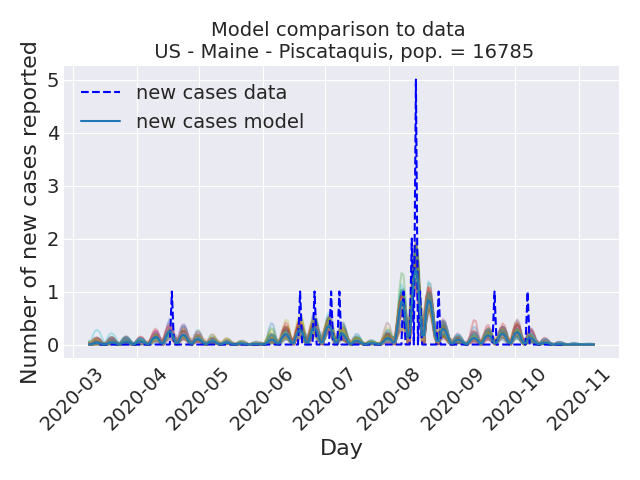 Model comparison to data
US - Maine - Piscataquis, pop. = 16785
Number of new cases reported
5
4
3
2
1
0
new cases data
new cases model
2020-03
2020-04
2020-05
2020-06
2020-07
2020-08
2020-09
2020-10
2020-11
Day